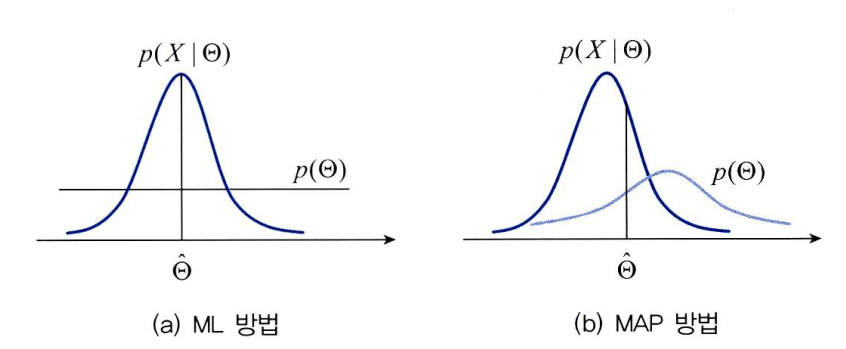 p(X | Θ)
p(Θ)
Θ̂
(a) ML 방법
p(X | Θ)
p(Θ)
Θ̂
(b) MAP 방법